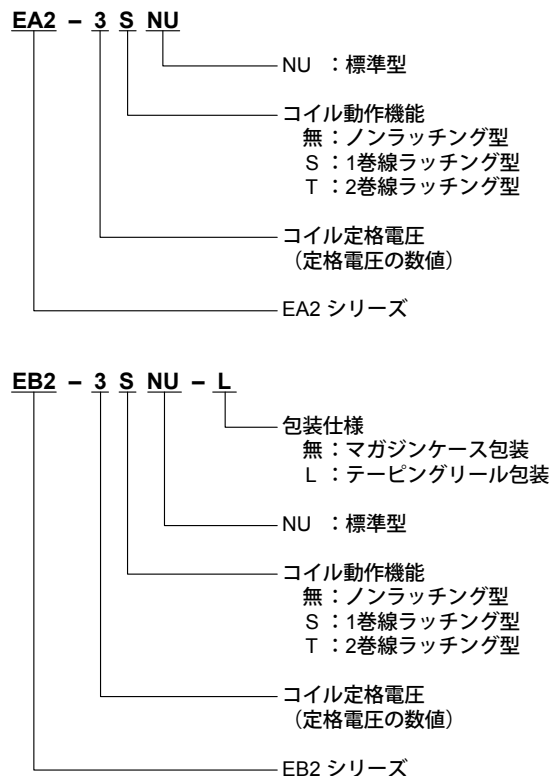 EA2 – 3 S NU
NU ：標準型
コイル動作機能
無：ノンラッチング型
S：1巻線ラッチング型
T：2巻線ラッチング型
コイル定格電圧
（定格電圧の数値）
EA2 シリーズ
EB2 – 3 S NU – L
包装仕様
無：マガジンケース包装
L：テーピングリール包装
NU ：標準型
コイル動作機能
無：ノンラッチング型
S：1巻線ラッチング型
T：2巻線ラッチング型
コイル定格電圧
（定格電圧の数値）
EB2 シリーズ